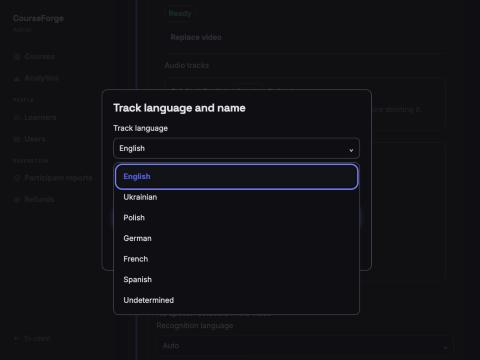 CourseForge
Ready
Replace video
Courses
Audio tracks
Analytics
PEOPLE
Learners
Users
Participant reports
Refunds
Track language and name
Track language
English
English
Ukrainian
Polish
German
French
Spanish
Undetermined
Recognition language
Auto